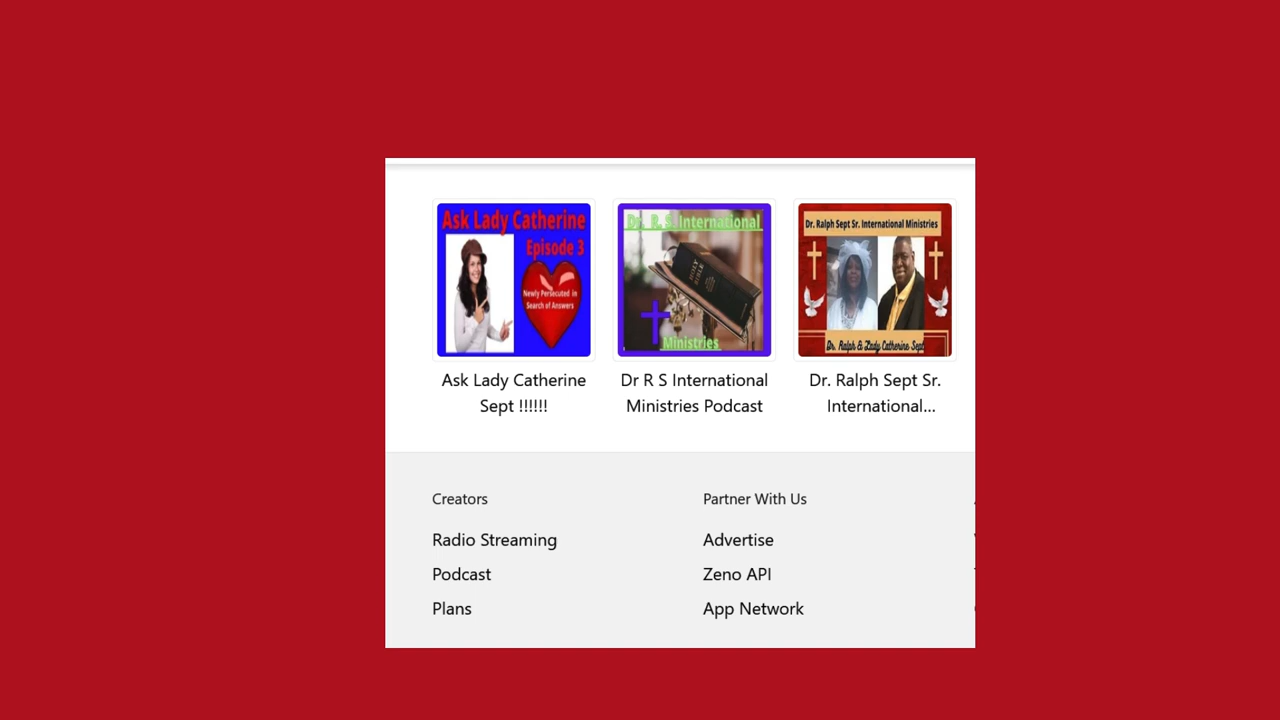 Ask Lady Catherine
Episode 3
Newly Persecuted in
Search of Answers
Dr. R. S. International
HOLY
BIBLE
Ministries
Dr. Ralph Sept Sr. International Ministries
Dr. Ralph & Lady Catherine Sept
Ask Lady Catherine
Sept !!!!!!
Dr R S International
Ministries Podcast
Dr. Ralph Sept Sr.
International...
Creators
Partner With Us
Radio Streaming
Advertise
Podcast
Zeno API
Plans
App Network